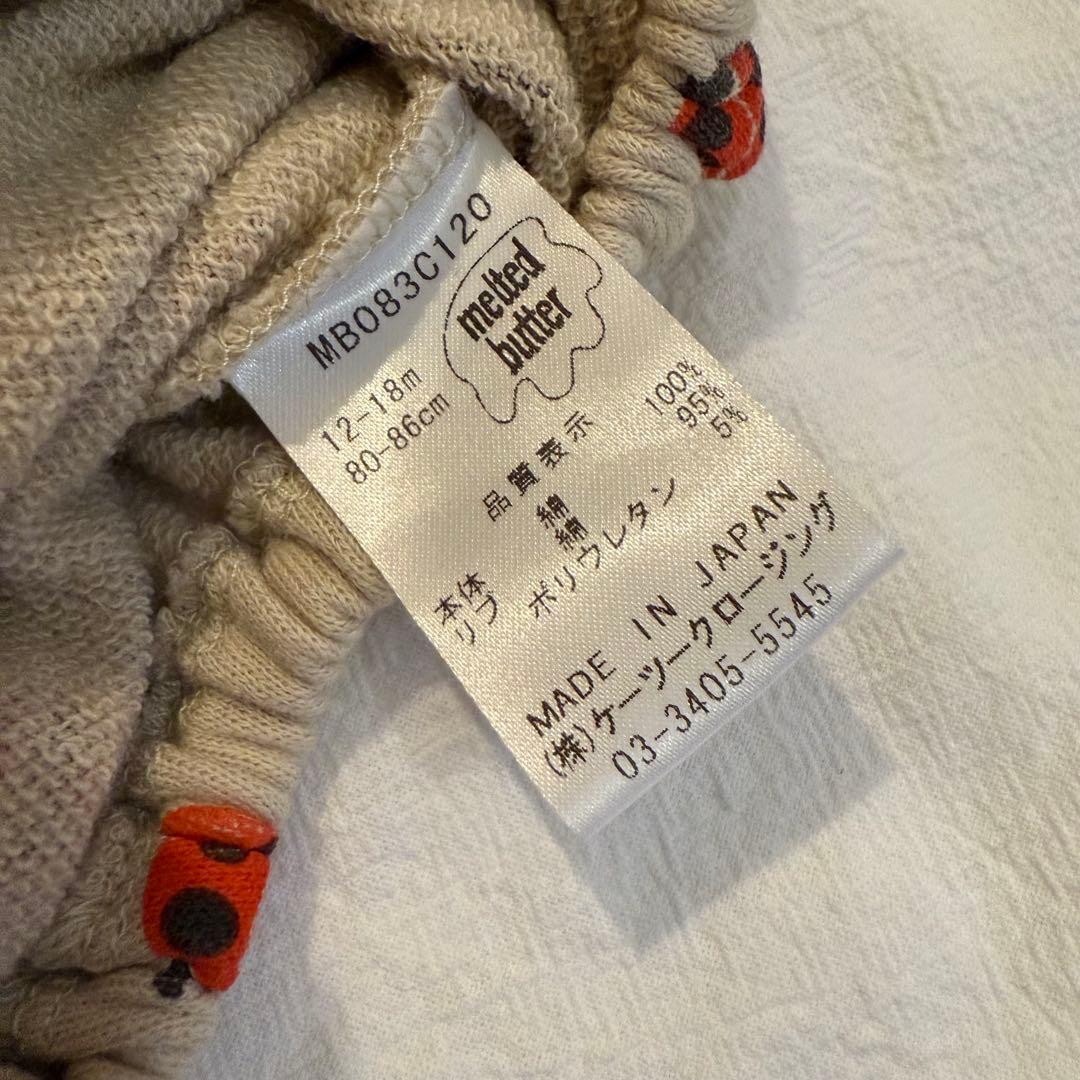 MB083C120
melted
butter
12-18m
80-86cm
品質表示
本体 綿 100%
リブ 綿 95%
ポリウレタン 5%
MADE IN JAPAN
(株)ケーツークロージング
03-3405-5545